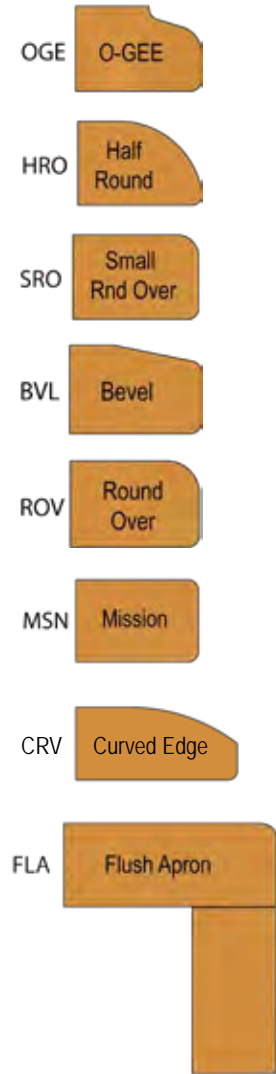 OGE O-GEE
HRO Half
Round
SRO Small
Rnd Over
BVL Bevel
ROV Round
Over
MSN Mission
CRV Curved Edge
FLA Flush Apron